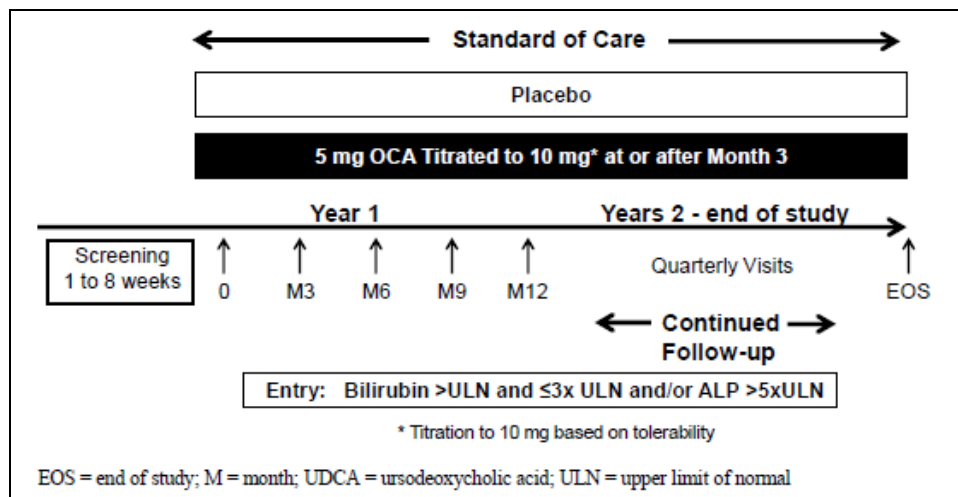 Standard of Care
Placebo
5 mg OCA Titrated to 10 mg* at or after Month 3
Year 1 Years 2 - end of study
Screening
1 to 8 weeks
Quarterly Visits
0 M3 M6 M9 M12 EOS
Continued
Follow-up
Entry: Bilirubin >ULN and ≤3x ULN and/or ALP >5xULN
* Titration to 10 mg based on tolerability
EOS = end of study; M = month; UDCA = ursodeoxycholic acid; ULN = upper limit of normal